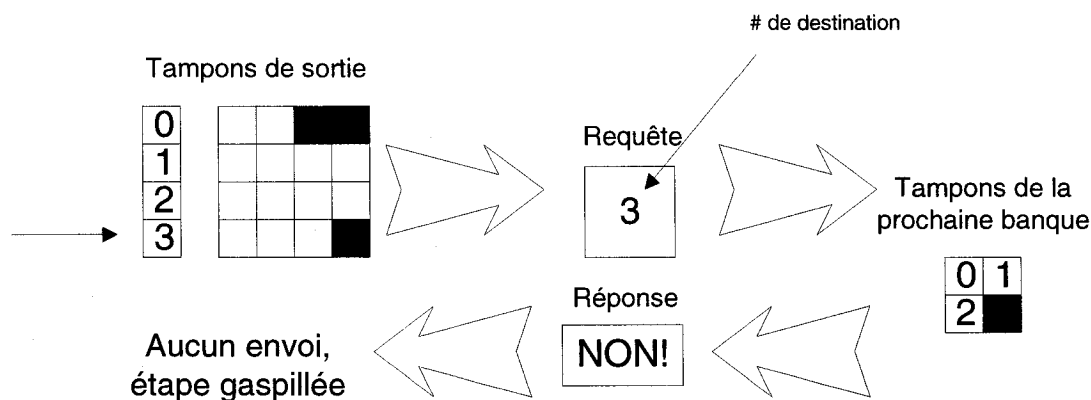 # de destination
Tampons de sortie
0
1
2
3
Requête
3
Tampons de la
prochaine banque
0 1
2
Réponse
NON!
Aucun envoi,
étape gaspillée